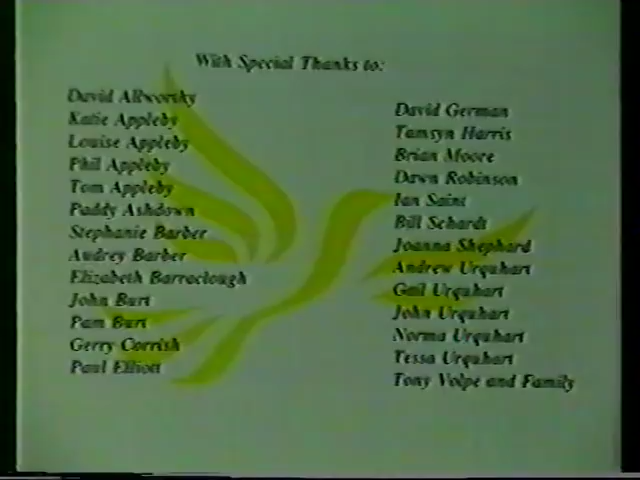 With Special Thanks to:
David Allworthy
Katie Appleby
Louise Appleby
Phil Appleby
Tom Appleby
Paddy Ashdown
Stephanie Barber
Audrey Barber
Elizabeth Barraclough
John Burt
Pam Burt
Gerry Corrish
Paul Elliott
David German
Tamsyn Harris
Brian Moore
Dawn Robinson
Ian Saint
Bill Schardt
Joanna Shephard
Andrew Urquhart
Gail Urquhart
John Urquhart
Norma Urquhart
Tessa Urquhart
Tony Volpe and Family